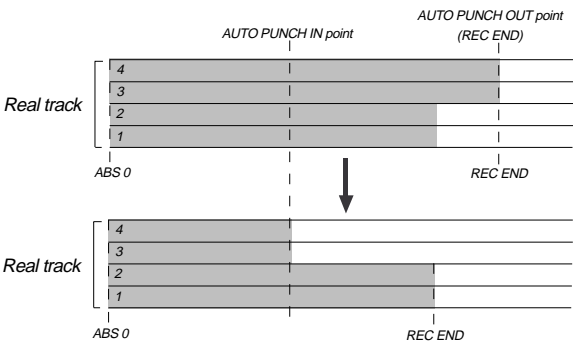 AUTO PUNCH IN point
AUTO PUNCH OUT point
(REC END)
Real track
4
3
2
1
ABS 0
REC END
Real track
4
3
2
1
ABS 0
REC END